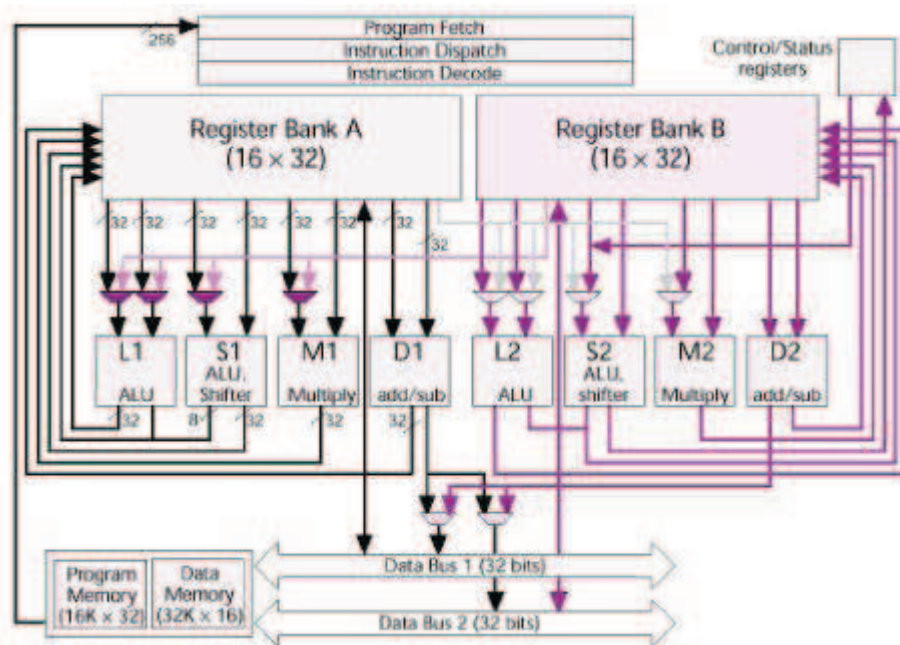 Program Fetch
256
Instruction Dispatch
Control/Status
registers
Instruction Decode
Register Bank A
(16 × 32)
Register Bank B
(16 × 32)
32
32
32
32
32
32
32
L1
ALU
S1
ALU,
Shifter
M1
Multiply
D1
add/sub
L2
ALU
S2
ALU,
shifter
M2
Multiply
D2
add/sub
32
8
32
32
32
Data Bus 1 (32 bits)
Program
Memory
(16K × 32)
Data
Memory
(32K × 16)
Data Bus 2 (32 bits)